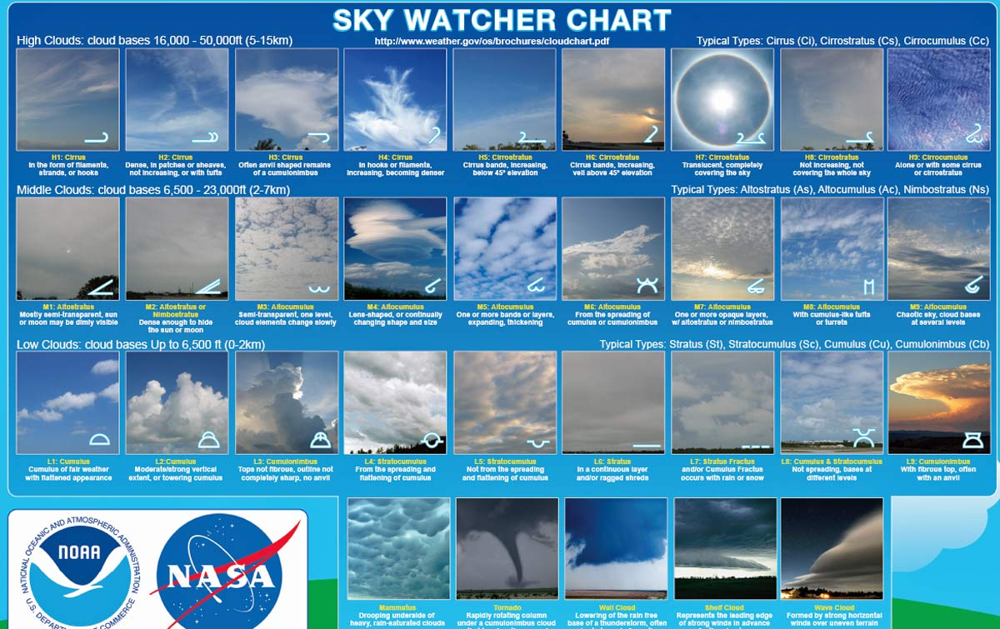 SKY WATCHER CHART
High Clouds: cloud bases 16,000 - 50,000ft (5-15km)
http://www.weather.gov/os/brochures/cloudchart.pdf
Typical Types: Cirrus (Ci), Cirrostratus (Cs), Cirrocumulus (Cc)
H1: Cirrus
In the form of filaments,
strands, or hooks
H2: Cirrus
Dense, in patches or sheaves,
not increasing, or with tufts
H3: Cirrus
Often anvil shaped remains
of a cumulonimbus
H4: Cirrus
In hooks or filaments,
increasing, becoming denser
H5: Cirrostratus
Cirrus bands, increasing,
below 45° elevation
H6: Cirrostratus
Cirrus bands, increasing,
veil above 45° elevation
H7: Cirrostratus
Translucent, completely
covering the sky
H8: Cirrostratus
Not increasing, not
covering the whole sky
H9: Cirrocumulus
Alone or with some cirrus
or cirrostratus
Middle Clouds: cloud bases 6,500 - 23,000ft (2-7km)
Typical Types: Altostratus (As), Altocumulus (Ac), Nimbostratus (Ns)
M1: Altostratus
Mostly semi-transparent, sun
or moon may be dimly visible
M2: Altostratus or
Nimbostratus
Dense enough to hide
the sun or moon
M3: Altocumulus
Semi-transparent, one level,
cloud elements change slowly
M4: Altocumulus
Lens-shaped, or continually
changing shape and size
M5: Altocumulus
One or more bands or layers,
expanding, thickening
M6: Altocumulus
From the spreading of
cumulus or cumulonimbus
M7: Altocumulus
One or more opaque layers,
w/ altostratus or nimbostratus
M8: Altocumulus
With cumulus-like tufts
or turrets
M9: Altocumulus
Chaotic sky, cloud bases
at several levels
Low Clouds: cloud bases Up to 6,500 ft (0-2km)
Typical Types: Stratus (St), Stratocumulus (Sc), Cumulus (Cu), Cumulonimbus (Cb)
L1: Cumulus
Cumulus of fair weather
with flattened appearance
L2:Cumulus
Moderate/strong vertical
extent, or towering cumulus
L3: Cumulonimbus
Tops not fibrous, outline not
completely sharp, no anvil
L4: Stratocumulus
From the spreading and
flattening of cumulus
L5: Stratocumulus
Not from the spreading
and flattening of cumulus
L6: Stratus
In a continuous layer
and/or ragged shreds
L7: Stratus Fractus
and/or Cumulus Fractus
occurs with rain or snow
L8: Cumulus & Stratocumulus
Not spreading, bases at
different levels
L9: Cumulonimbus
With fibrous top, often
with an anvil
NATIONAL OCEANIC AND ATMOSPHERIC ADMINISTRATION
NOAA
U.S. COMMERCE
NASA
Mammatus
Drooping underside of
heavy, rain-saturated clouds
Tornado
Rapidly rotating column
under a cumulonimbus cloud
Wall Cloud
Lowering of the rain free
base of a thunderstorm, often
Shelf Cloud
Represents the leading edge
of strong winds in advance
Wave Cloud
Formed by strong horizontal
winds over uneven terrain